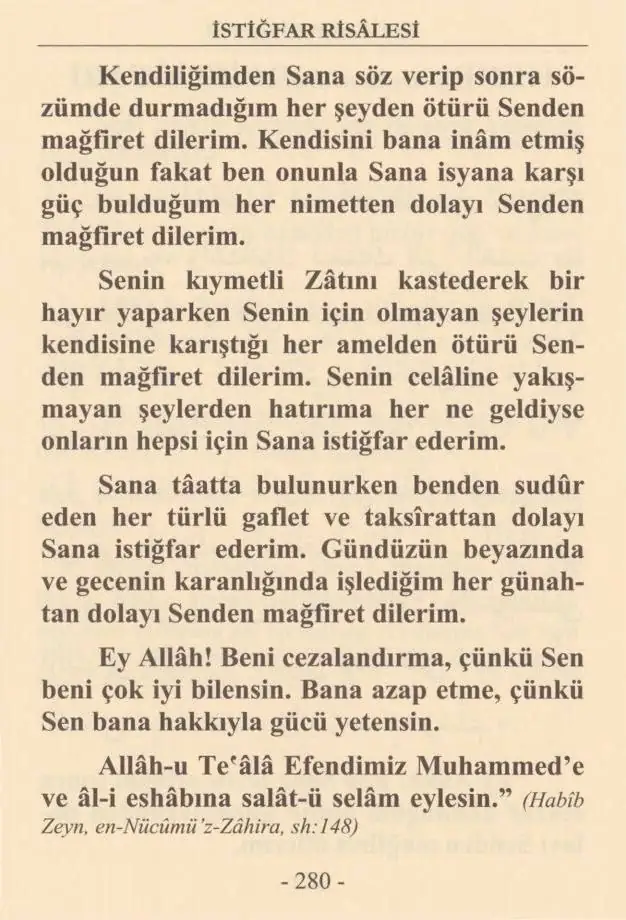 İSTİĞFAR RİSÂLESİ
Kendiliğimden Sana söz verip sonra sö-
zümde durmadığım her şeyden ötürü Senden
mağfiret dilerim. Kendisini bana inâm etmiş
olduğun fakat ben onunla Sana isyana karşı
güç bulduğum her nimetten dolayı Senden
mağfiret dilerim.
Senin kıymetli Zâtını kastederek bir
hayır yaparken Senin için olmayan şeylerin
kendisine karıştığı her amelden ötürü Sen-
den mağfiret dilerim. Senin celâline yakış-
mayan şeylerden hatırıma her ne geldiyse
onların hepsi için Sana istiğfar ederim.
Sana tâatta bulunurken benden sudûr
eden her türlü gaflet ve taksîrattan dolayı
Sana istiğfar ederim. Gündüzün beyazında
ve gecenin karanlığında işlediğim her günah-
tan dolayı Senden mağfiret dilerim.
Ey Allâh! Beni cezalandırma, çünkü Sen
beni çok iyi bilensin. Bana azap etme, çünkü
Sen bana hakkıyla gücü yetensin.
Allâh-u Teʿâlâ Efendimiz Muhammed’e
ve âl-i eshâbına salât-ü selâm eylesin.” (Habîb
Zeyn, en-Nücûmü’z-Zâhira, sh:148)
- 280 -